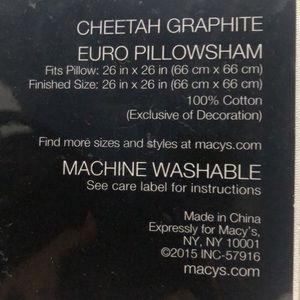 CHEETAH GRAPHITE
EURO PILLOWSHAM
Fits Pillow: 26 in x 26 in (66 cm x 66 cm)
Finished Size: 26 in x 26 in (66 cm x 66 cm)
100% Cotton
(Exclusive of Decoration)
Find more sizes and styles at macys.com
MACHINE WASHABLE
See care label for instructions
Made in China
Expressly for Macy's,
NY, NY 10001
©2015 INC-57916
macys.com